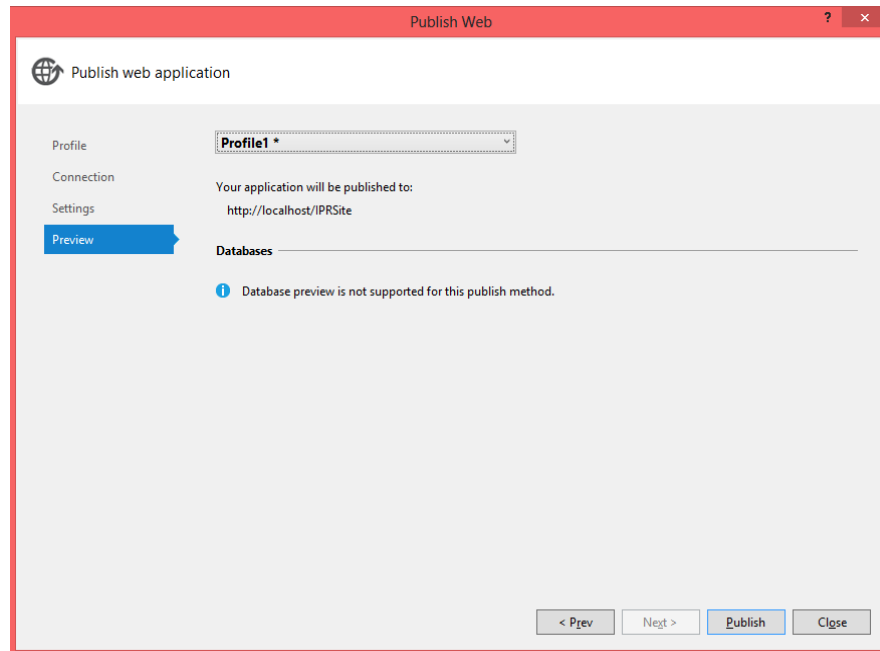 Publish Web
?
×
Publish web application
Profile
Connection
Settings
Preview
Profile1 *
Your application will be published to:
http://localhost/IPRSite
Databases
Database preview is not supported for this publish method.
< Prev
Next >
Publish
Close